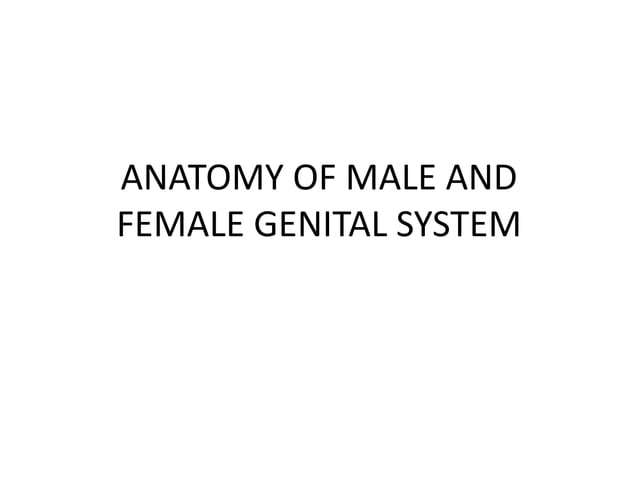 ANATOMY OF MALE AND
FEMALE GENITAL SYSTEM